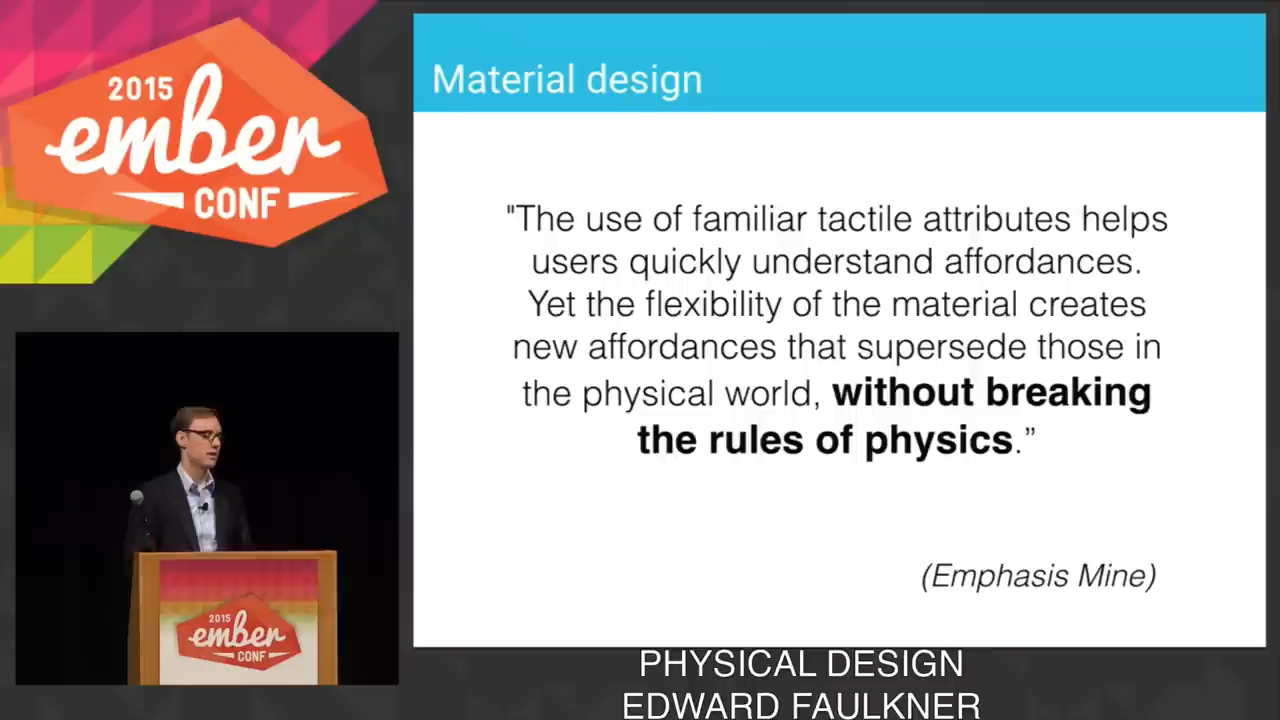 2015
ember
CONF
Material design
"The use of familiar tactile attributes helps
users quickly understand affordances.
Yet the flexibility of the material creates
new affordances that supersede those in
the physical world, without breaking
the rules of physics.”
(Emphasis Mine)
2015
ember
CONF
PHYSICAL DESIGN
EDWARD FAULKNER